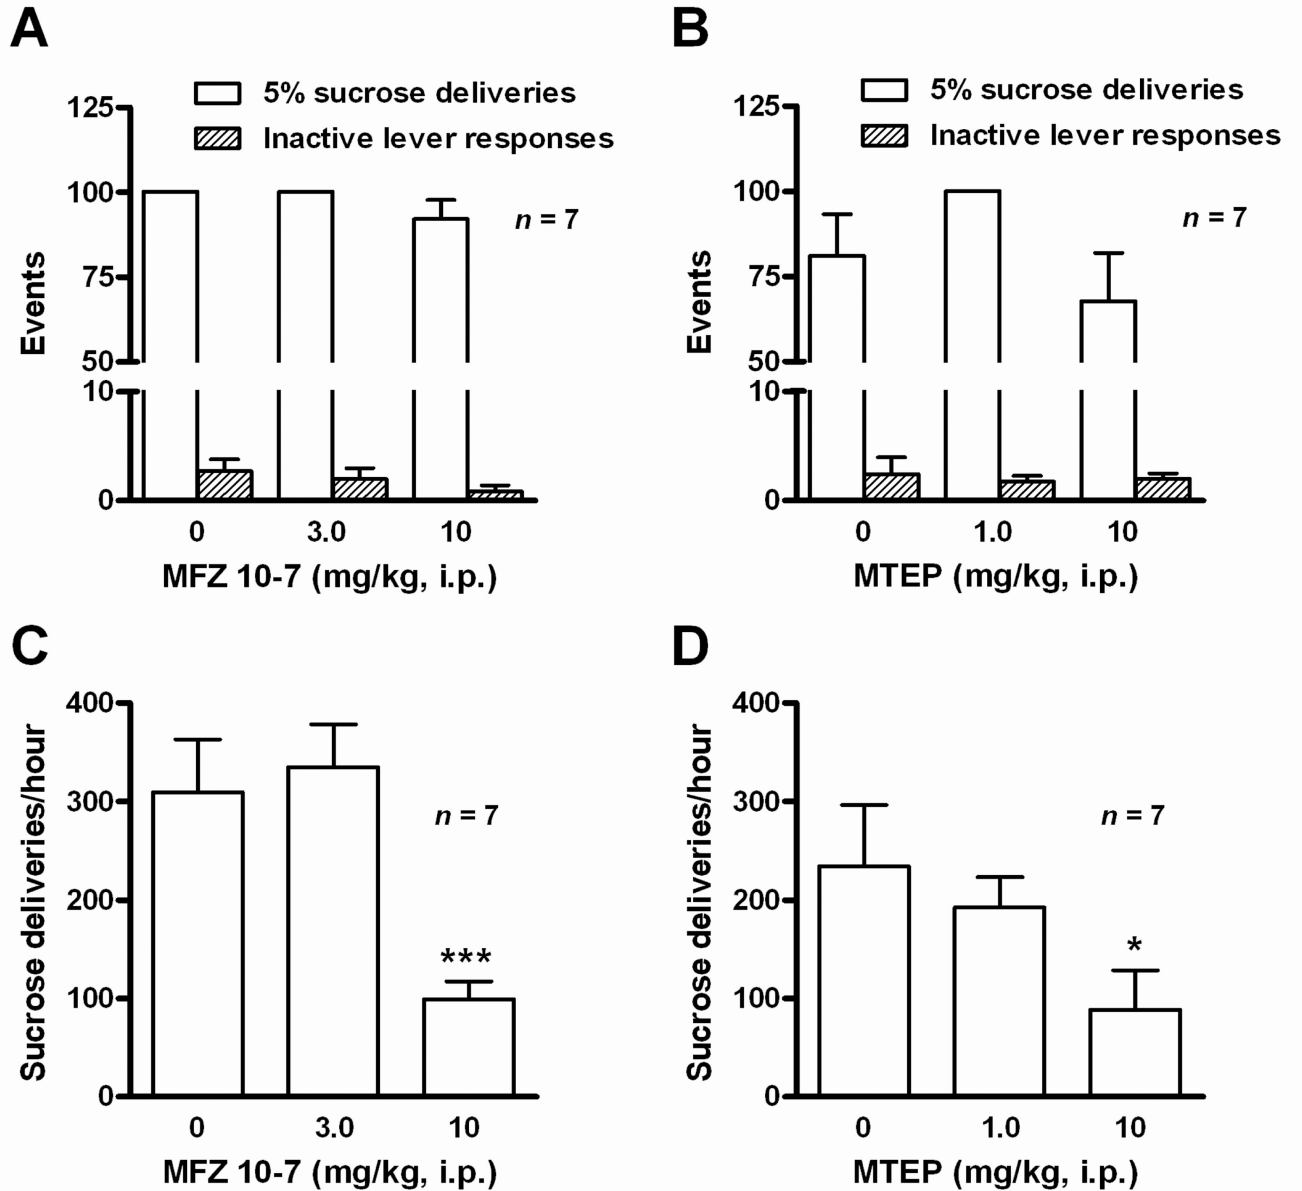 A
5% sucrose deliveries
Inactive lever responses
125
100
75
50
10
0
Events
n = 7
0 3.0 10
MFZ 10-7 (mg/kg, i.p.)
B
5% sucrose deliveries
Inactive lever responses
125
100
75
50
10
0
Events
n = 7
0 1.0 10
MTEP (mg/kg, i.p.)
C
400
300
200
100
0
Sucrose deliveries/hour
n = 7
***
0 3.0 10
MFZ 10-7 (mg/kg, i.p.)
D
400
300
200
100
0
Sucrose deliveries/hour
n = 7
*
0 1.0 10
MTEP (mg/kg, i.p.)